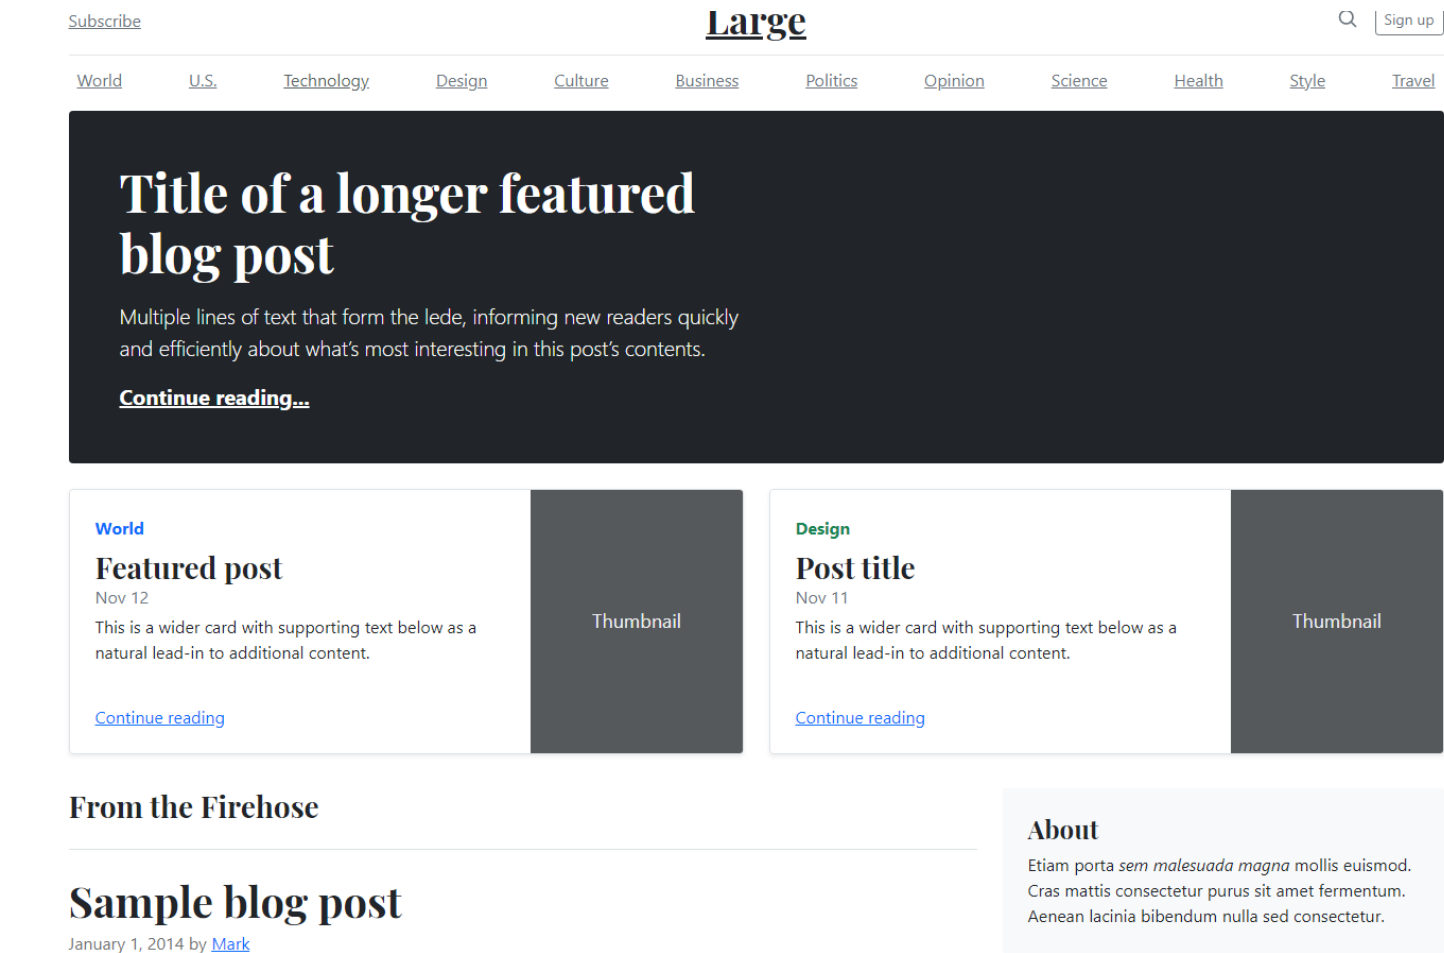 Subscribe Large Sign up
World U.S. Technology Design Culture Business Politics Opinion Science Health Style Travel
Title of a longer featured
blog post
Multiple lines of text that form the lede, informing new readers quickly
and efficiently about what’s most interesting in this post’s contents.
Continue reading...
World
Featured post
Nov 12
This is a wider card with supporting text below as a
natural lead-in to additional content.
Continue reading
Thumbnail
Design
Post title
Nov 11
This is a wider card with supporting text below as a
natural lead-in to additional content.
Continue reading
Thumbnail
From the Firehose
Sample blog post
January 1, 2014 by Mark
About
Etiam porta sem malesuada magna mollis euismod.
Cras mattis consectetur purus sit amet fermentum.
Aenean lacinia bibendum nulla sed consectetur.